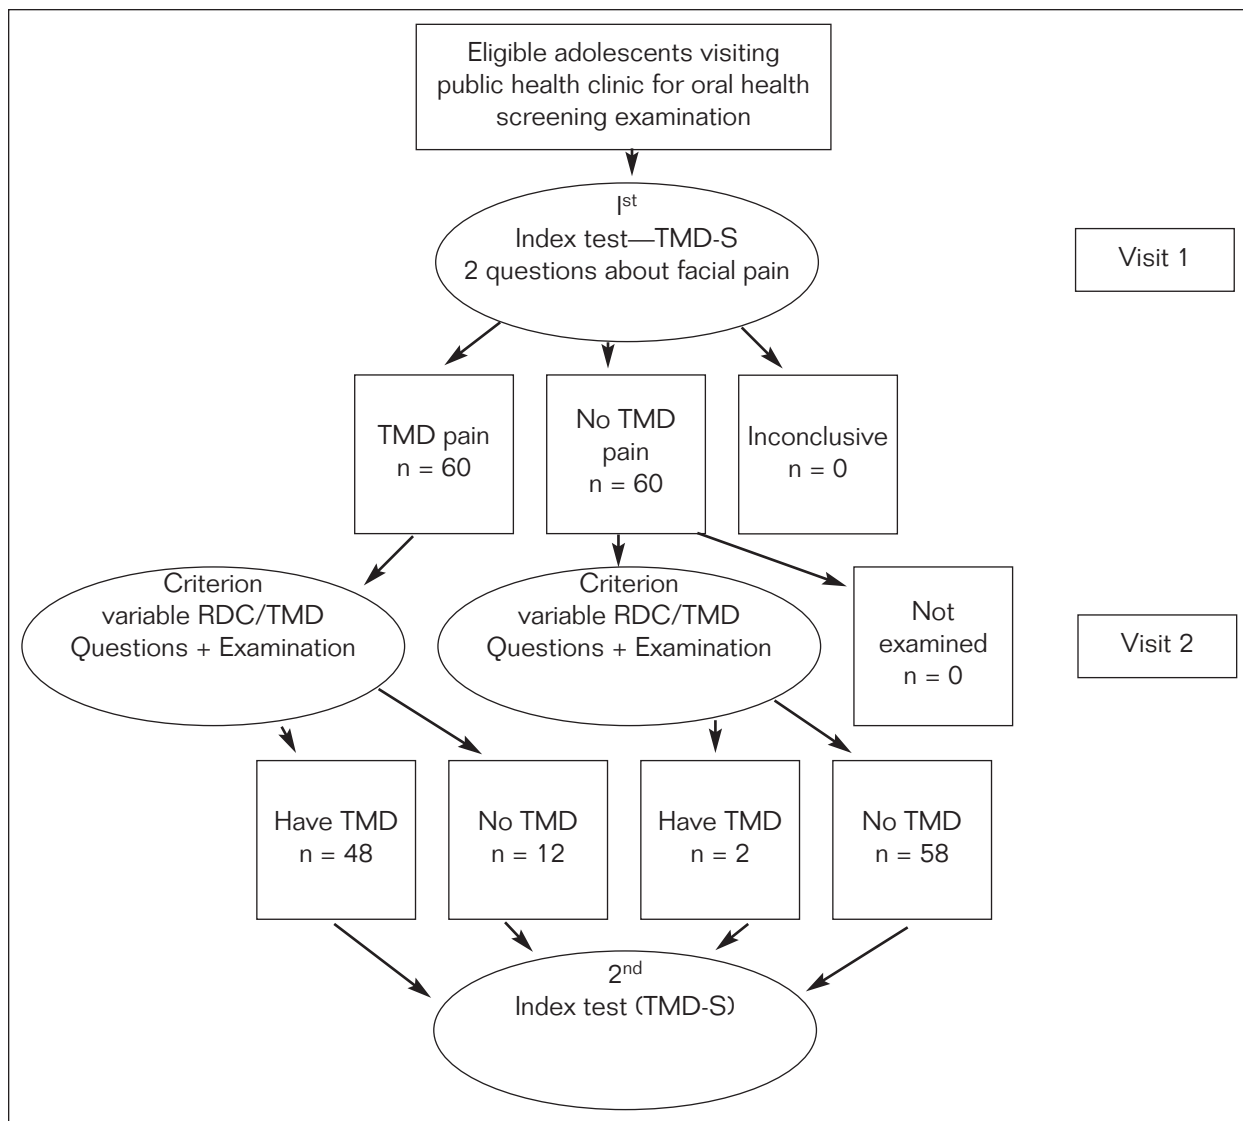 Eligible adolescents visiting
public health clinic for oral health
screening examination
Ist
Index test—TMD-S
2 questions about facial pain
Visit 1
TMD pain
n = 60
No TMD
pain
n = 60
Inconclusive
n = 0
Criterion
variable RDC/TMD
Questions + Examination
Criterion
variable RDC/TMD
Questions + Examination
Not
examined
n = 0
Visit 2
Have TMD
n = 48
No TMD
n = 12
Have TMD
n = 2
No TMD
n = 58
2nd
Index test (TMD-S)